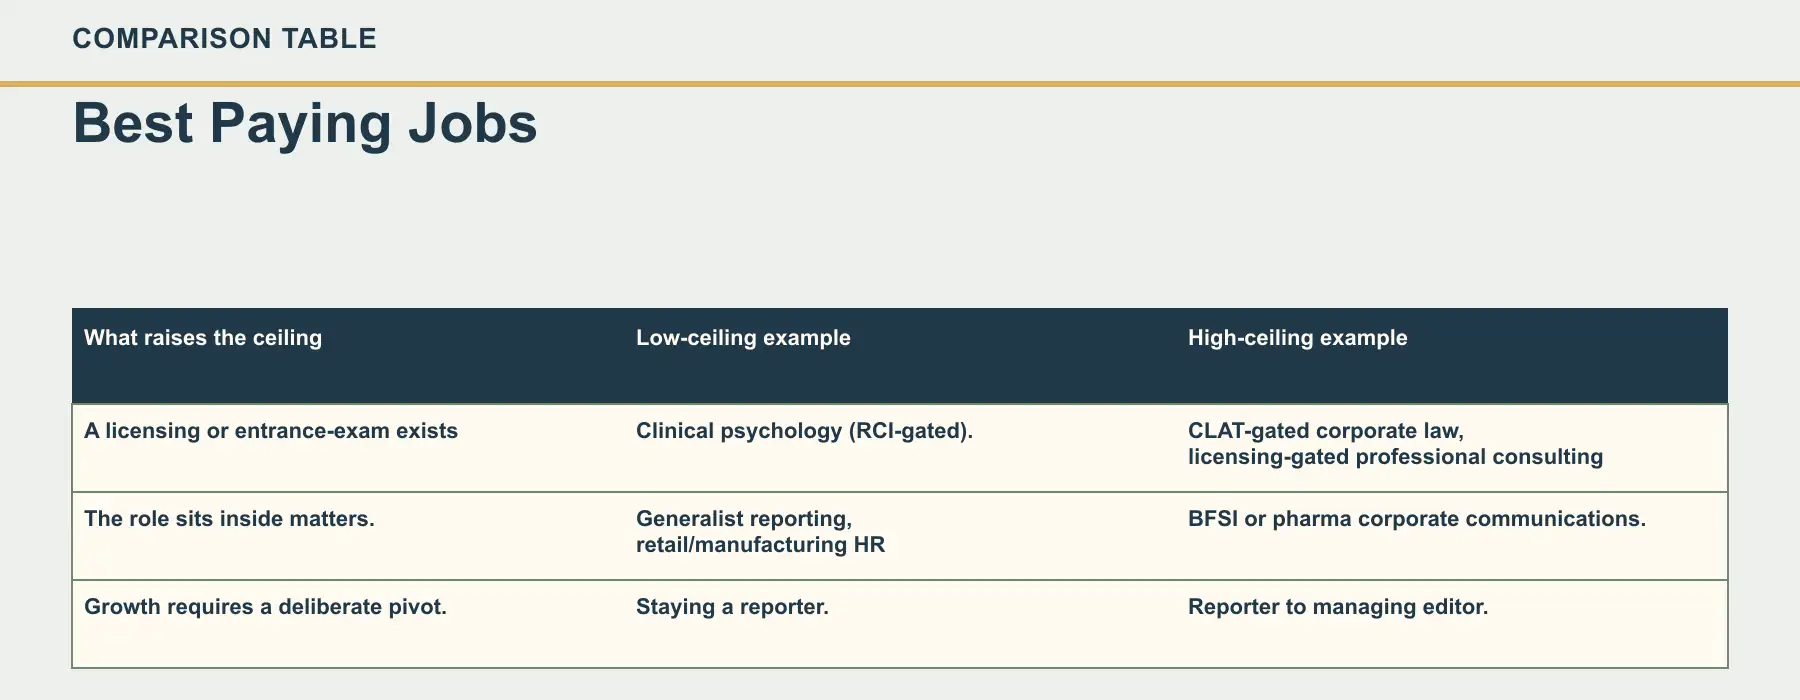 COMPARISON TABLE
Best Paying Jobs
What raises the ceiling
Low-ceiling example
High-ceiling example
A licensing or entrance-exam exists
Clinical psychology (RCI-gated).
CLAT-gated corporate law,
licensing-gated professional consulting
The role sits inside matters.
Generalist reporting,
retail/manufacturing HR
BFSI or pharma corporate communications.
Growth requires a deliberate pivot.
Staying a reporter.
Reporter to managing editor.